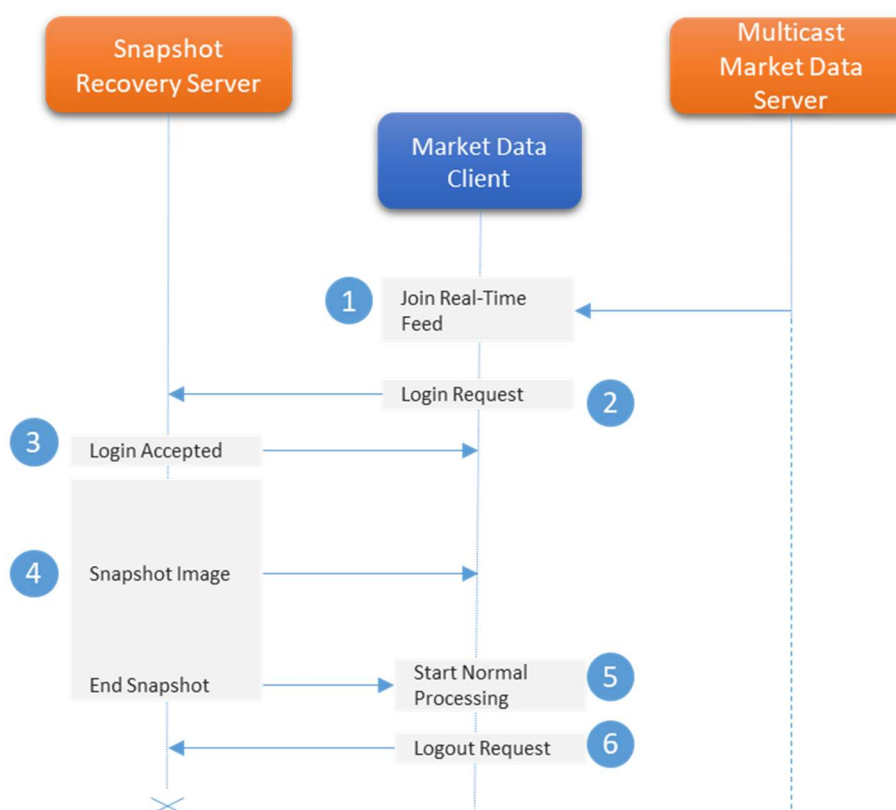 Snapshot
Recovery Server
Multicast
Market Data
Server
Market Data
Client
1
Join Real-Time
Feed
Login Request
2
3
Login Accepted
4
Snapshot Image
End Snapshot
Start Normal
Processing
5
Logout Request
6